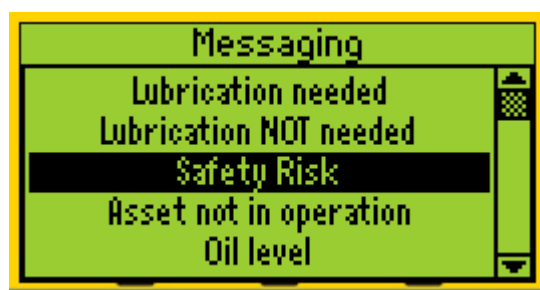 Messaging
Lubrication needed
Lubrication NOT needed
Safety Risk
Asset not in operation
Oil level